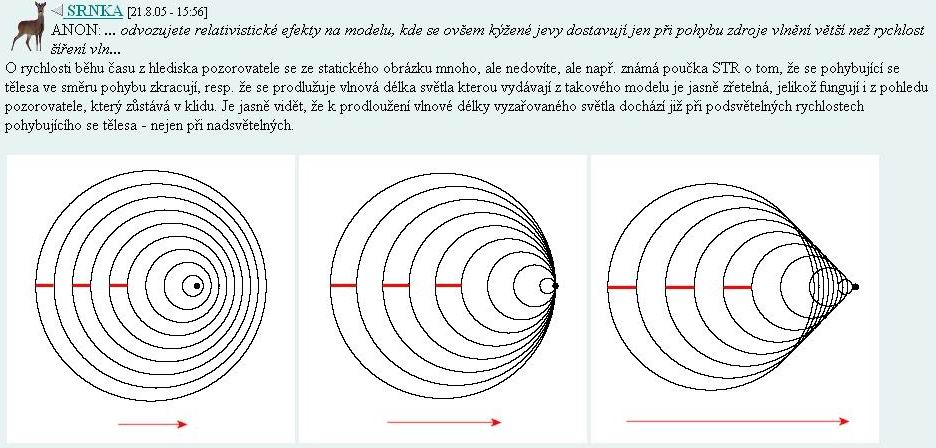 SRNKA [21.8.05 - 15:56]
ANON: ... odvozujete relativistické efekty na modelu, kde se ovšem kýžené jevy dostavují jen při pohybu zdroje vlnění větší než rychlost
šíření vln...
O rychlosti běhu času z hlediska pozorovatele se ze statického obrázku mnoho, ale nedovíte, ale např. známá poučka STR o tom, že se pohybující se
tělesa ve směru pohybu zkracují, resp. že se prodlužuje vlnová délka světla kterou vydávají z takového modelu je jasně zřetelná, jelikož fungují i z pohledu
pozorovatele, který zůstává v klidu. Je jasně vidět, že k prodloužení vlnové délky vyzařovaného světla dochází již při podsvětelných rychlostech
pohybujícího se tělesa - nejen při nadsvětelných.